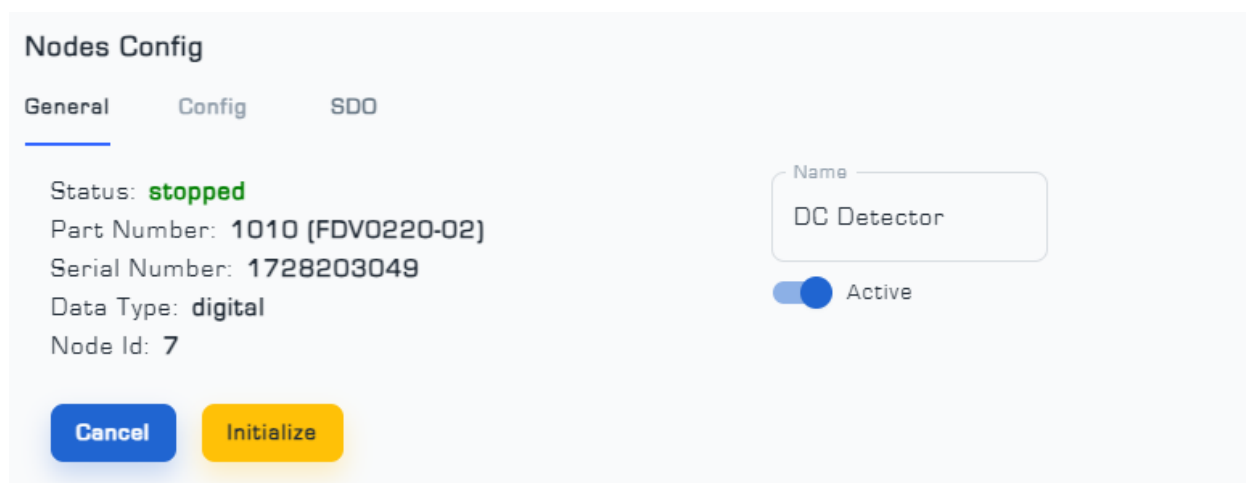 Nodes Config
General Config SDO
Status: stopped
Part Number: 1010 (FDV0220-02)
Serial Number: 1728203049
Data Type: digital
Node Id: 7
Name
DC Detector
Active
Cancel Initialize